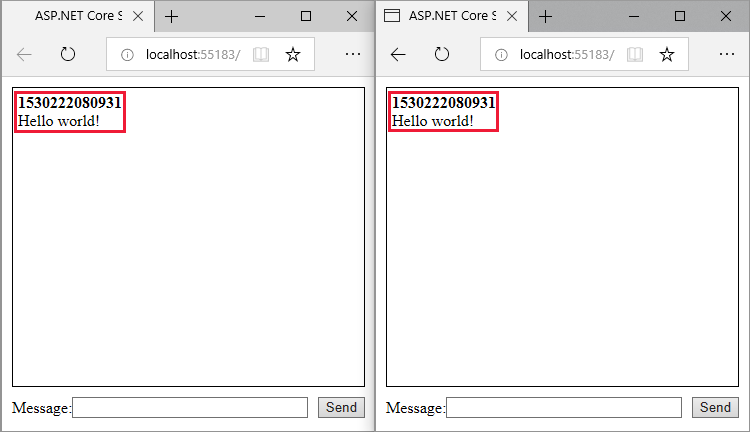 ASP.NET Core S
localhost:55183/
1530222080931
Hello world!
Message:
Send
ASP.NET Core S
localhost:55183/
1530222080931
Hello world!
Message:
Send